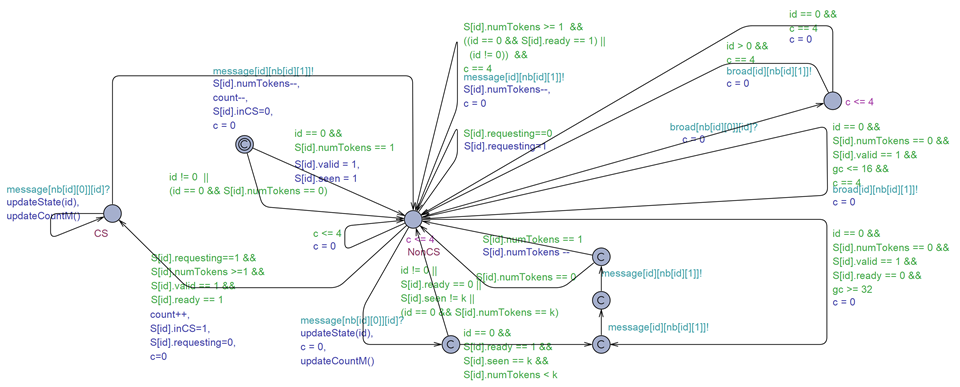 id == 0 &&
c == 4
c = 0
S[id].numTokens >= 1 &&
((id == 0 && S[id].ready == 1) ||
(id != 0)) &&
c == 4
message[id][nb[id][1]]!
S[id].numTokens--,
c = 0
id > 0 &&
c == 4
broad[id][nb[id][1]]!
c = 0
message[id][nb[id][1]]!
S[id].numTokens--,
count--,
S[id].inCS=0,
c = 0
c <= 4
id == 0 &&
S[id].numTokens == 1
S[id].valid = 1,
S[id].seen = 1
S[id].requesting==0
S[id].requesting=1
broad[nb[id][0]][id]?
c = 0
id == 0 &&
S[id].numTokens == 0 &&
S[id].valid == 1 &&
gc <= 16 &&
c == 4
broad[id][nb[id][1]]!
c = 0
C
id != 0 ||
(id == 0 && S[id].numTokens == 0)
message[nb[id][0]][id]?
updateState(id),
updateCountM()
CS
c <= 4
c = 0
c <= 4
NonCS
S[id].numTokens == 1
S[id].numTokens --
id == 0 &&
S[id].numTokens == 0 &&
S[id].valid == 1 &&
S[id].ready == 0 &&
gc >= 32
c = 0
S[id].requesting==1 &&
S[id].numTokens >=1 &&
S[id].valid == 1 &&
S[id].ready == 1
count++,
S[id].inCS=1,
S[id].requesting=0,
c=0
id != 0 ||
S[id].ready == 0 ||
S[id].seen != k ||
(id == 0 && S[id].numTokens == k)
S[id].numTokens == 0
C
message[id][nb[id][1]]!
C
message[nb[id][0]][id]?
updateState(id),
c = 0,
updateCountM()
C
id == 0 &&
S[id].ready == 1 &&
S[id].seen == k &&
S[id].numTokens < k
message[id][nb[id][1]]!
C